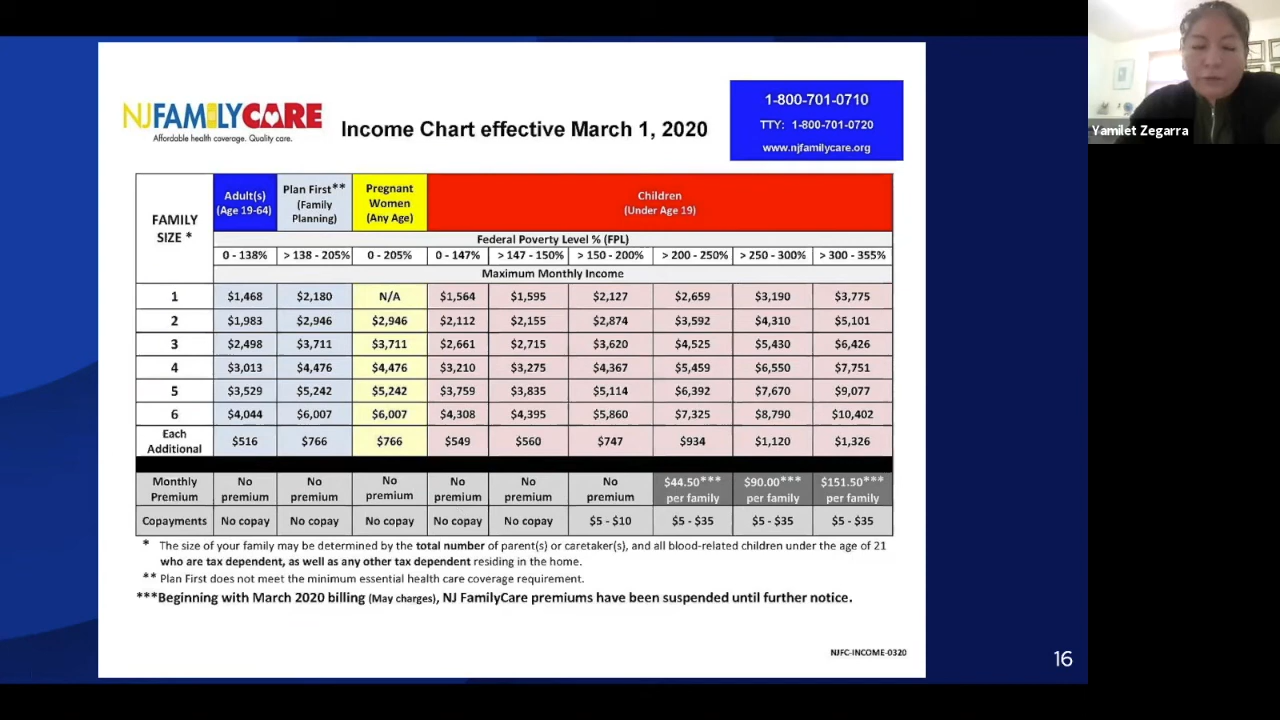 NJFAMILYCARE
Affordable health coverage. Quality care.
Income Chart effective March 1, 2020
1-800-701-0710
TTY: 1-800-701-0720
www.njfamilycare.org
Yamilet Zegarra
FAMILY SIZE *
Adult(s) (Age 19-64)
Plan First** (Family Planning)
Pregnant Women (Any Age)
Children (Under Age 19)
Federal Poverty Level % (FPL)
0 - 138% > 138 - 205% 0 - 205% 0 - 147% > 147 - 150% > 150 - 200% > 200 - 250% > 250 - 300% > 300 - 355%
Maximum Monthly Income
1 $1,468 $2,180 N/A $1,564 $1,595 $2,127 $2,659 $3,190 $3,775
2 $1,983 $2,946 $2,946 $2,112 $2,155 $2,874 $3,592 $4,310 $5,101
3 $2,498 $3,711 $3,711 $2,661 $2,715 $3,620 $4,525 $5,430 $6,426
4 $3,013 $4,476 $4,476 $3,210 $3,275 $4,367 $5,459 $6,550 $7,751
5 $3,529 $5,242 $5,242 $3,759 $3,835 $5,114 $6,392 $7,670 $9,077
6 $4,044 $6,007 $6,007 $4,308 $4,395 $5,860 $7,325 $8,790 $10,402
Each Additional $516 $766 $766 $549 $560 $747 $934 $1,120 $1,326
Monthly Premium No premium No premium No premium No premium No premium No premium $44.50*** per family $90.00*** per family $151.50*** per family
Copayments No copay No copay No copay No copay No copay $5 - $10 $5 - $35 $5 - $35 $5 - $35
* The size of your family may be determined by the total number of parent(s) or caretaker(s), and all blood-related children under the age of 21
who are tax dependent, as well as any other tax dependent residing in the home.
** Plan First does not meet the minimum essential health care coverage requirement.
***Beginning with March 2020 billing (May charges), NJ FamilyCare premiums have been suspended until further notice.
NJFC-INCOME-0320
16